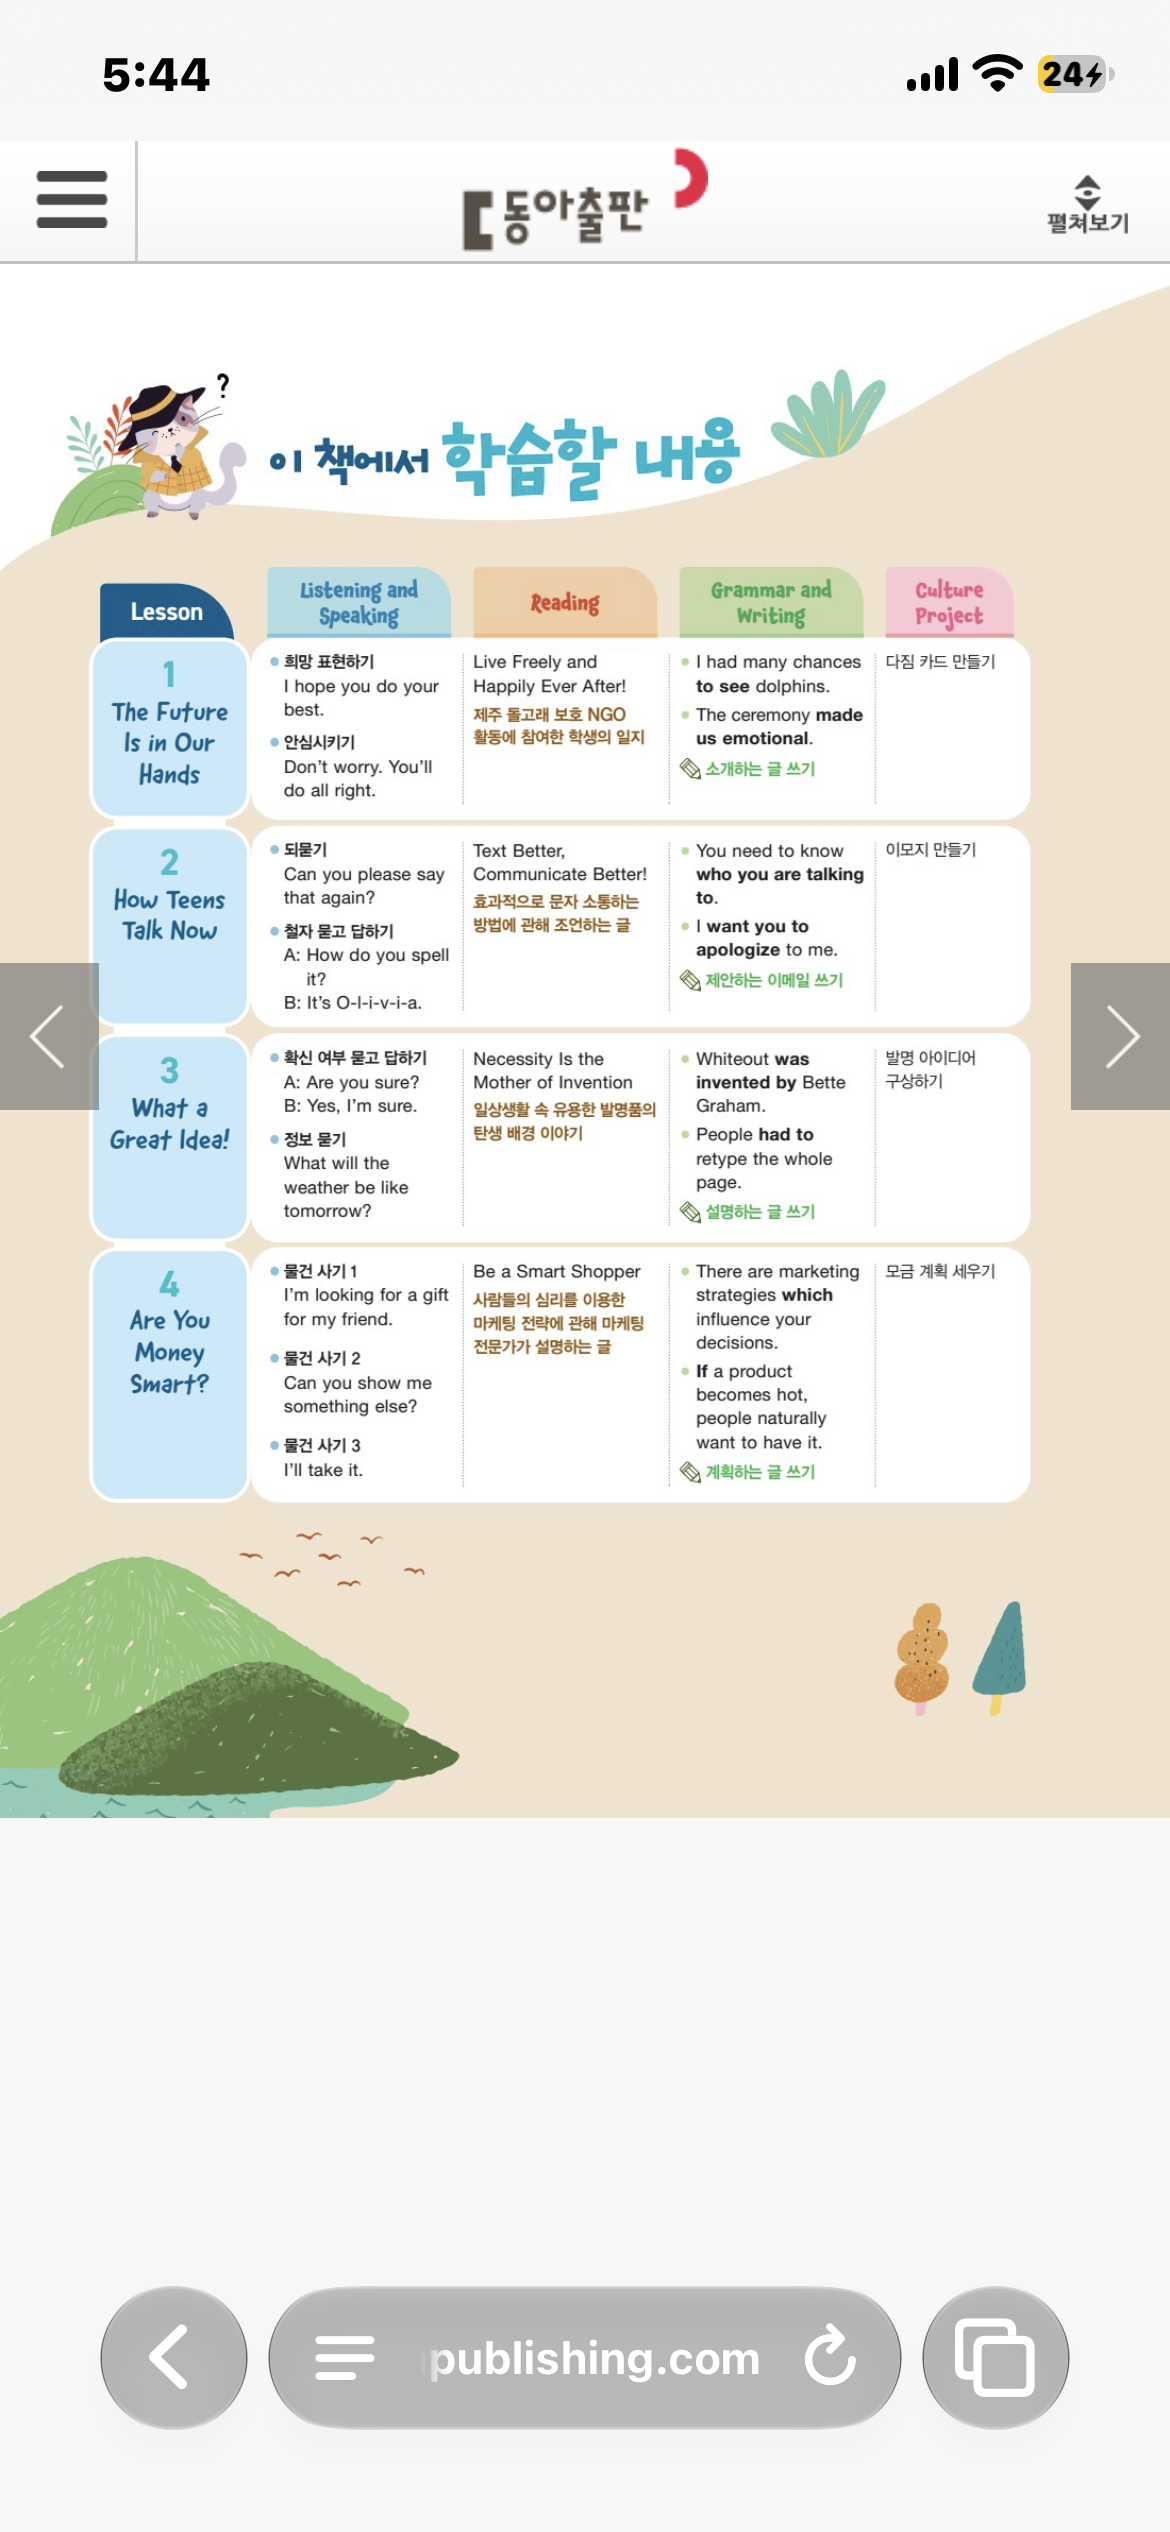 5:44
24
동아출판
펼쳐보기
?
이 책에서 학습할 내용
Lesson
Listening and
Speaking
Reading
Grammar and
Writing
Culture
Project
1
The Future
Is in Our
Hands
희망 표현하기
I hope you do your
best.
안심시키기
Don't worry. You'll
do all right.
Live Freely and
Happily Ever After!
제주 돌고래 보호 NGO
활동에 참여한 학생의 일지
I had many chances
to see dolphins.
The ceremony made
us emotional.
소개하는 글 쓰기
다짐 카드 만들기
2
How Teens
Talk Now
되묻기
Can you please say
that again?
철자 묻고 답하기
A: How do you spell
it?
B: It's O-l-i-v-i-a.
Text Better,
Communicate Better!
효과적으로 문자 소통하는
방법에 관해 조언하는 글
You need to know
who you are talking
to.
I want you to
apologize to me.
제안하는 이메일 쓰기
이모지 만들기
3
What a
Great Idea!
확신 여부 묻고 답하기
A: Are you sure?
B: Yes, I'm sure.
정보 묻기
What will the
weather be like
tomorrow?
Necessity Is the
Mother of Invention
일상생활 속 유용한 발명품의
탄생 배경 이야기
Whiteout was
invented by Bette
Graham.
People had to
retype the whole
page.
설명하는 글 쓰기
발명 아이디어
구상하기
4
Are You
Money
Smart?
물건 사기 1
I'm looking for a gift
for my friend.
물건 사기 2
Can you show me
something else?
물건 사기 3
I'll take it.
Be a Smart Shopper
사람들의 심리를 이용한
마케팅 전략에 관해 마케팅
전문가가 설명하는 글
There are marketing
strategies which
influence your
decisions.
If a product
becomes hot,
people naturally
want to have it.
계획하는 글 쓰기
모금 계획 세우기
publishing.com